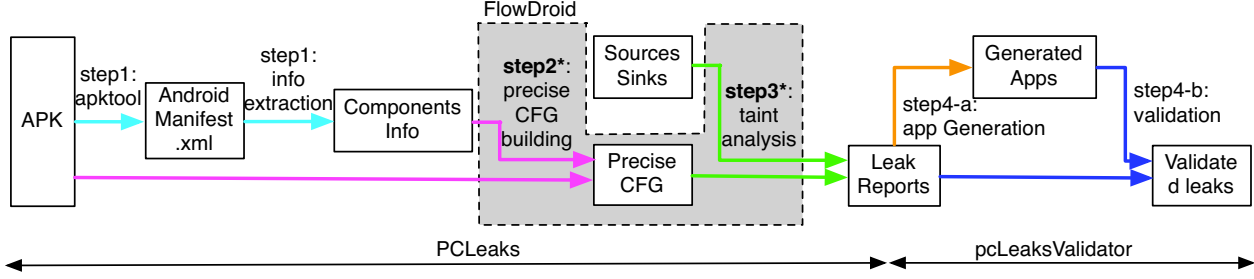 FlowDroid
APK
step1:
apktool
Android
Manifest
.xml
step1:
info
extraction
Components
Info
step2*:
precise
CFG
building
Sources
Sinks
Precise
CFG
step3*:
taint
analysis
Leak
Reports
step4-a:
app Generation
Generated
Apps
step4-b:
validation
Validate
d leaks
PCLeaks
pcLeaksValidator